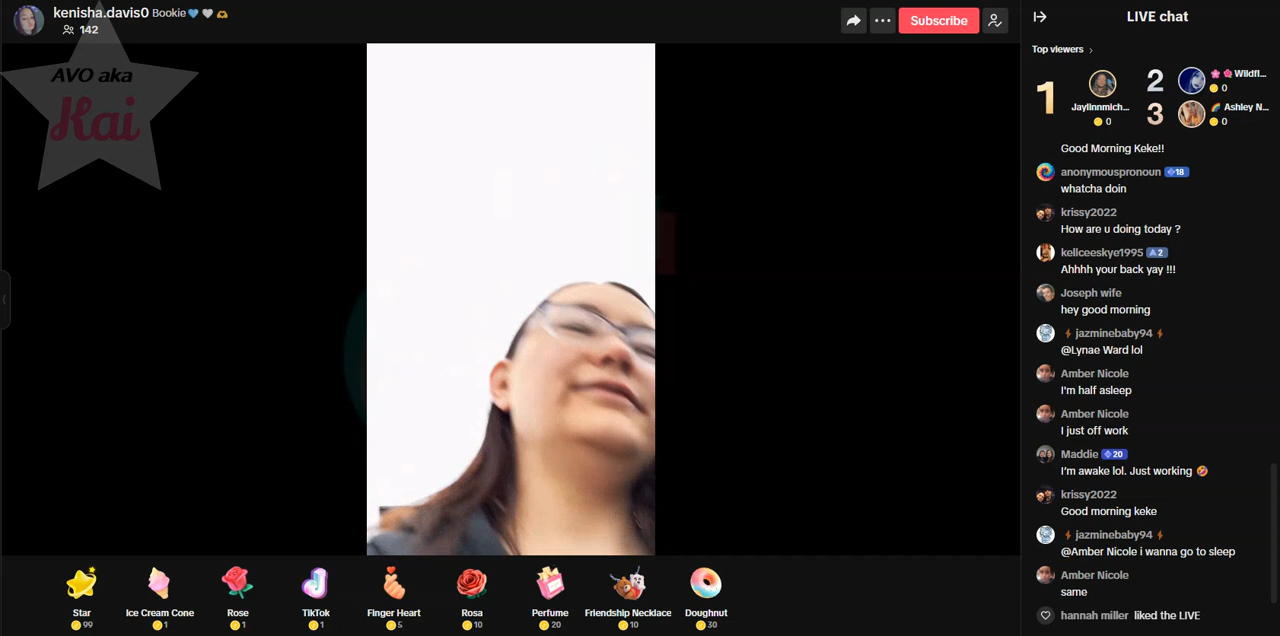 kenisha.davis0 Bookie💙🤍🫶
142
Subscribe
AVO aka
Kai
LIVE chat
Top viewers
1
Jaylinnmich...
0
2
🌸🌺 Wildfl...
0
3
🌈 Ashley N...
0
Good Morning Keke!!
anonymouspronoun 18
whatcha doin
krissy2022
How are u doing today ?
kellceeskye1995 2
Ahhhh your back yay !!!
Joseph wife
hey good morning
⚡jazminebaby94⚡
@Lynae Ward lol
Amber Nicole
I'm half asleep
Amber Nicole
I just off work
Maddie 20
I'm awake lol. Just working 🤣
krissy2022
Good morning keke
⚡jazminebaby94⚡
@Amber Nicole i wanna go to sleep
Amber Nicole
same
hannah miller liked the LIVE
Star
99
Ice Cream Cone
1
Rose
1
TikTok
1
Finger Heart
5
Rosa
10
Perfume
20
Friendship Necklace
10
Doughnut
30